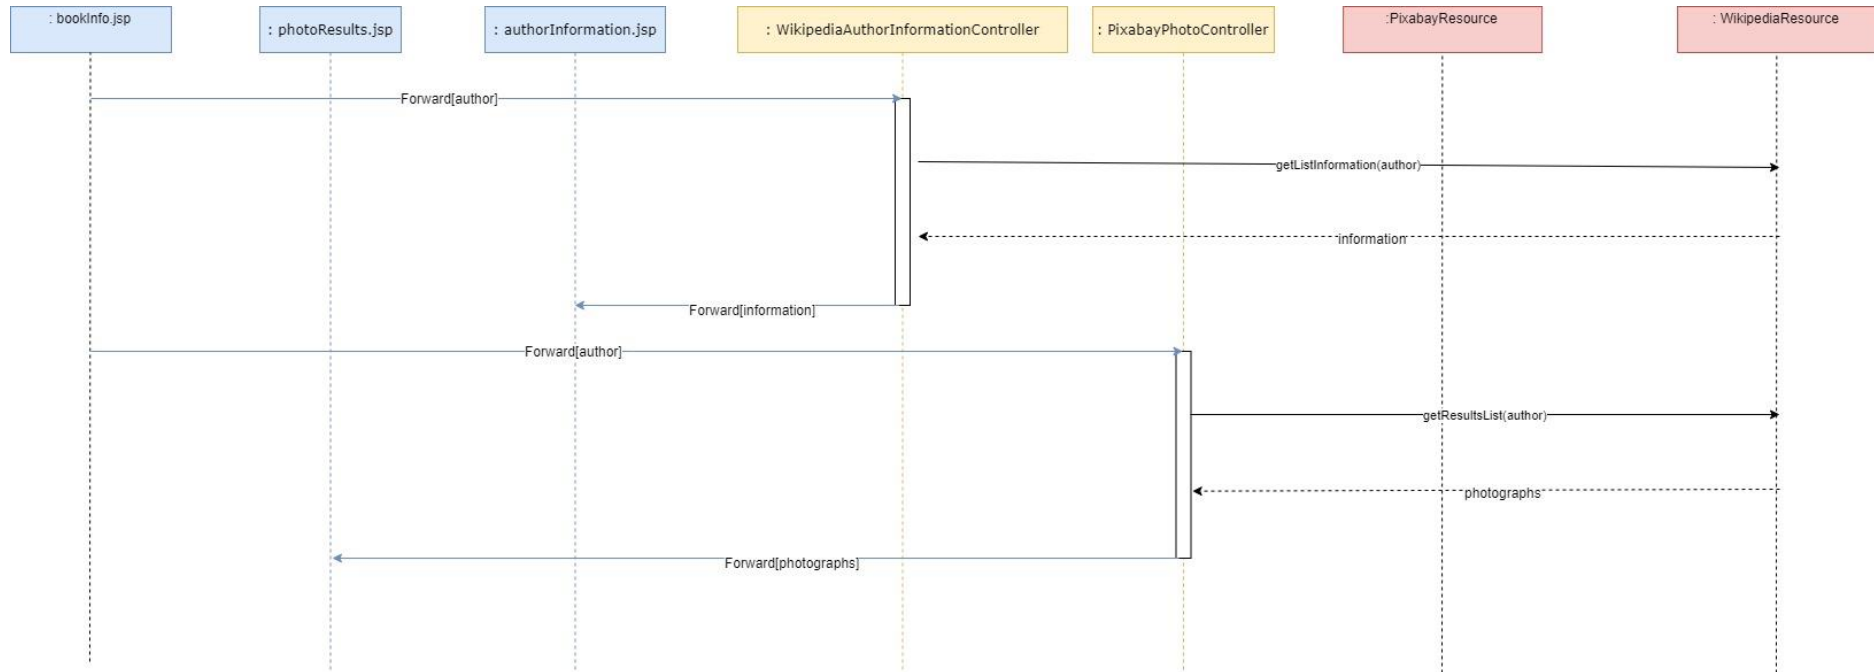 : bookInfo.jsp
: photoResults.jsp
: authorInformation.jsp
: WikipediaAuthorInformationController
: PixabayPhotoController
:PixabayResource
: WikipediaResource
Forward[author]
getListInformation(author)
information
Forward[information]
Forward[author]
getResultsList(author)
photographs
Forward[photographs]